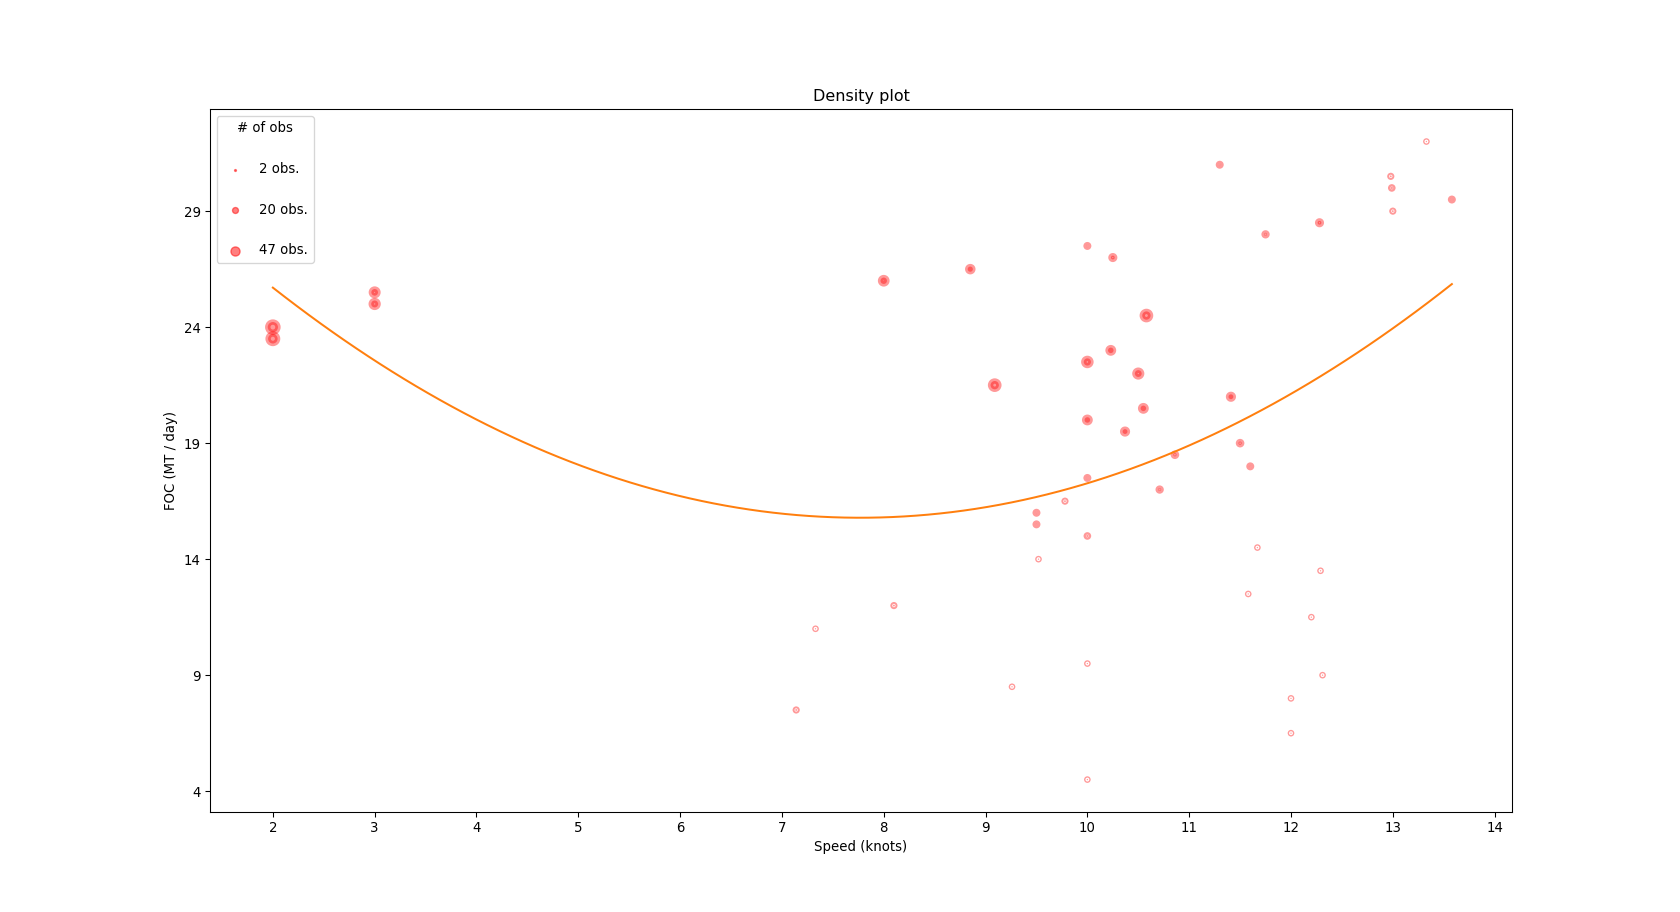 Density plot
# of obs
2 obs.
20 obs.
47 obs.
29
24
19
14
9
4
FOC (MT / day)
2 3 4 5 6 7 8 9 10 11 12 13 14
Speed (knots)